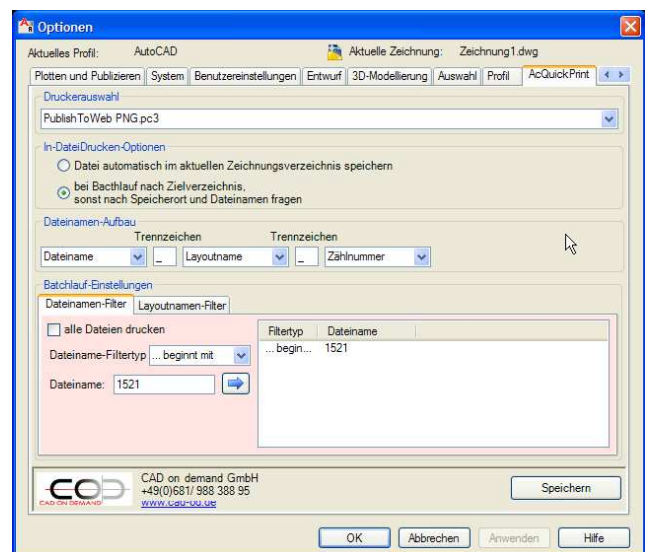 Optionen
Aktuelles Profil: AutoCAD Aktuelle Zeichnung: Zeichnung1.dwg
Plotten und Publizieren System Benutzereinstellungen Entwurf 3D-Modellierung Auswahl Profil AcQuickPrint
Druckerauswahl
PublishToWeb PNG.pc3
In-DateiDrucken-Optionen
Datei automatisch im aktuellen Zeichnungsverzeichnis speichern
bei Bacthlauf nach Zielverzeichnis,
sonst nach Speicherort und Dateinamen fragen
Dateinamen-Aufbau
Trennzeichen Trennzeichen
Dateiname _ Layoutname _ Zählnummer
Batchlauf-Einstellungen
Dateinamen-Filter Layoutnamen-Filter
alle Dateien drucken
Filtertyp Dateiname
Dateiname-Filtertyp ... beginnt mit
... begin... 1521
Dateiname: 1521
CAD ON DEMAND
CAD on demand GmbH
+49(0)681/ 988 388 95
www.cad-od.de
Speichern
OK Abbrechen Anwenden Hilfe